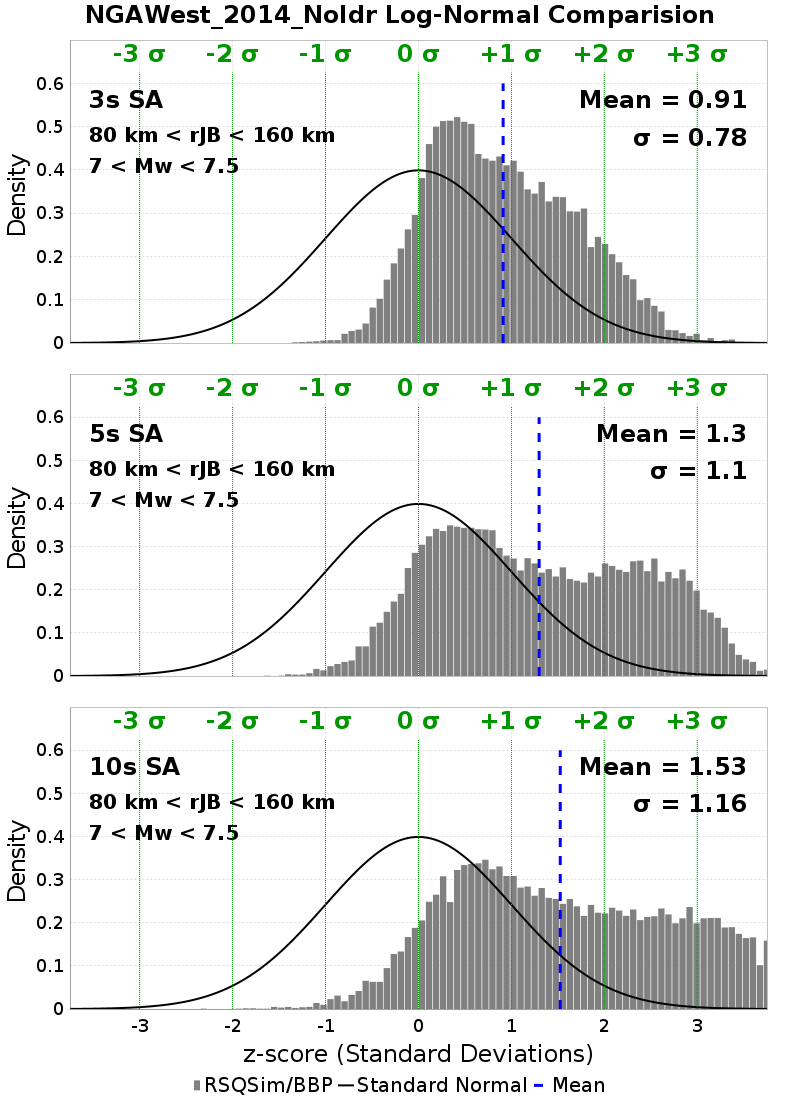 NGAWest_2014_NoIdr Log-Normal Comparision
-3 σ -2 σ -1 σ 0 σ +1 σ +2 σ +3 σ
3s SA
80 km < rJB < 160 km
7 < Mw < 7.5
Mean = 0.91
σ = 0.78
Density
0.6
0.5
0.4
0.3
0.2
0.1
0
-3 σ -2 σ -1 σ 0 σ +1 σ +2 σ +3 σ
5s SA
80 km < rJB < 160 km
7 < Mw < 7.5
Mean = 1.3
σ = 1.1
Density
0.6
0.5
0.4
0.3
0.2
0.1
0
-3 σ -2 σ -1 σ 0 σ +1 σ +2 σ +3 σ
10s SA
80 km < rJB < 160 km
7 < Mw < 7.5
Mean = 1.53
σ = 1.16
Density
0.6
0.5
0.4
0.3
0.2
0.1
0
-3 -2 -1 0 1 2 3
z-score (Standard Deviations)
RSQSim/BBP Standard Normal Mean